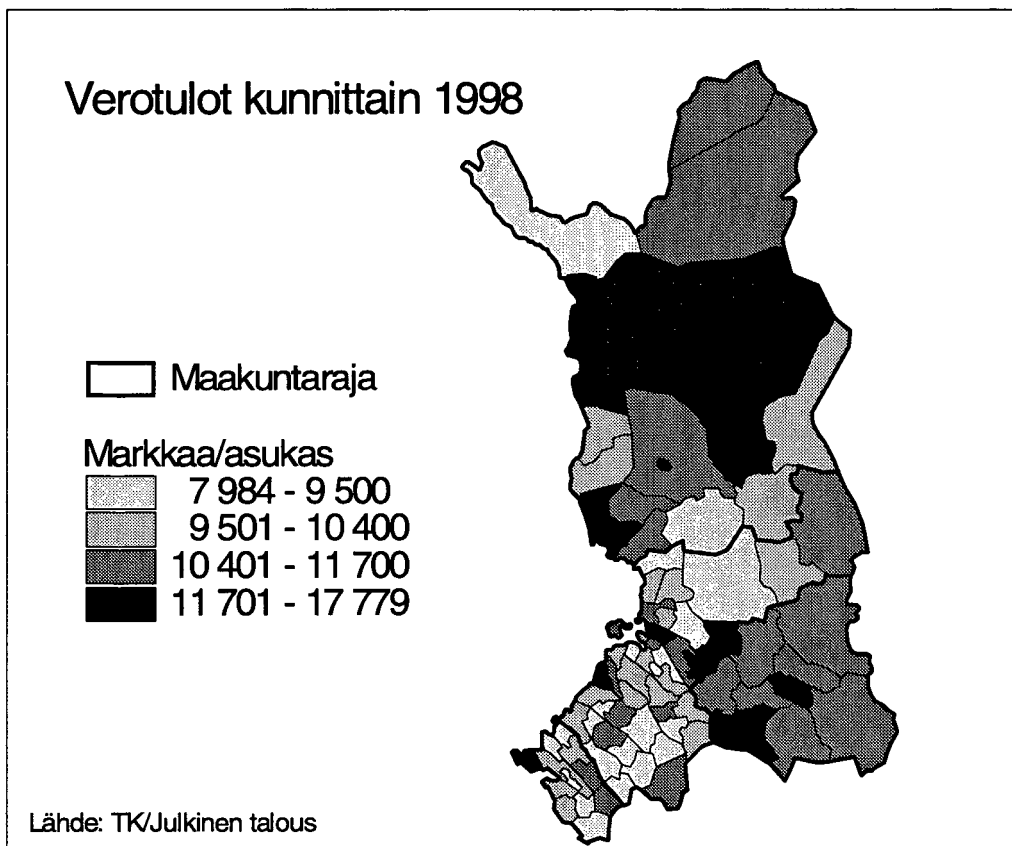 Verotulot kunnittain 1998
Maakuntaraja
Markkaa/asukas
7 984 - 9 500
9 501 - 10 400
10 401 - 11 700
11 701 - 17 779
Lähde: TK/Julkinen talous